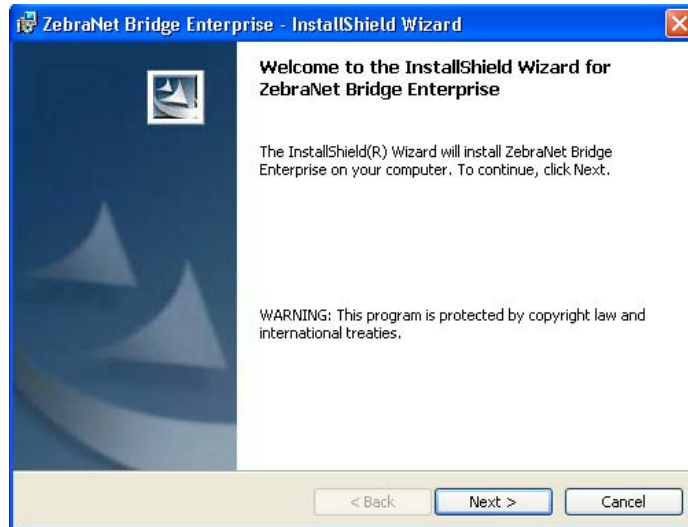 ZebraNet Bridge Enterprise - InstallShield Wizard
Welcome to the InstallShield Wizard for
ZebraNet Bridge Enterprise
The InstallShield(R) Wizard will install ZebraNet Bridge
Enterprise on your computer. To continue, click Next.
WARNING: This program is protected by copyright law and
international treaties.
< Back
Next >
Cancel